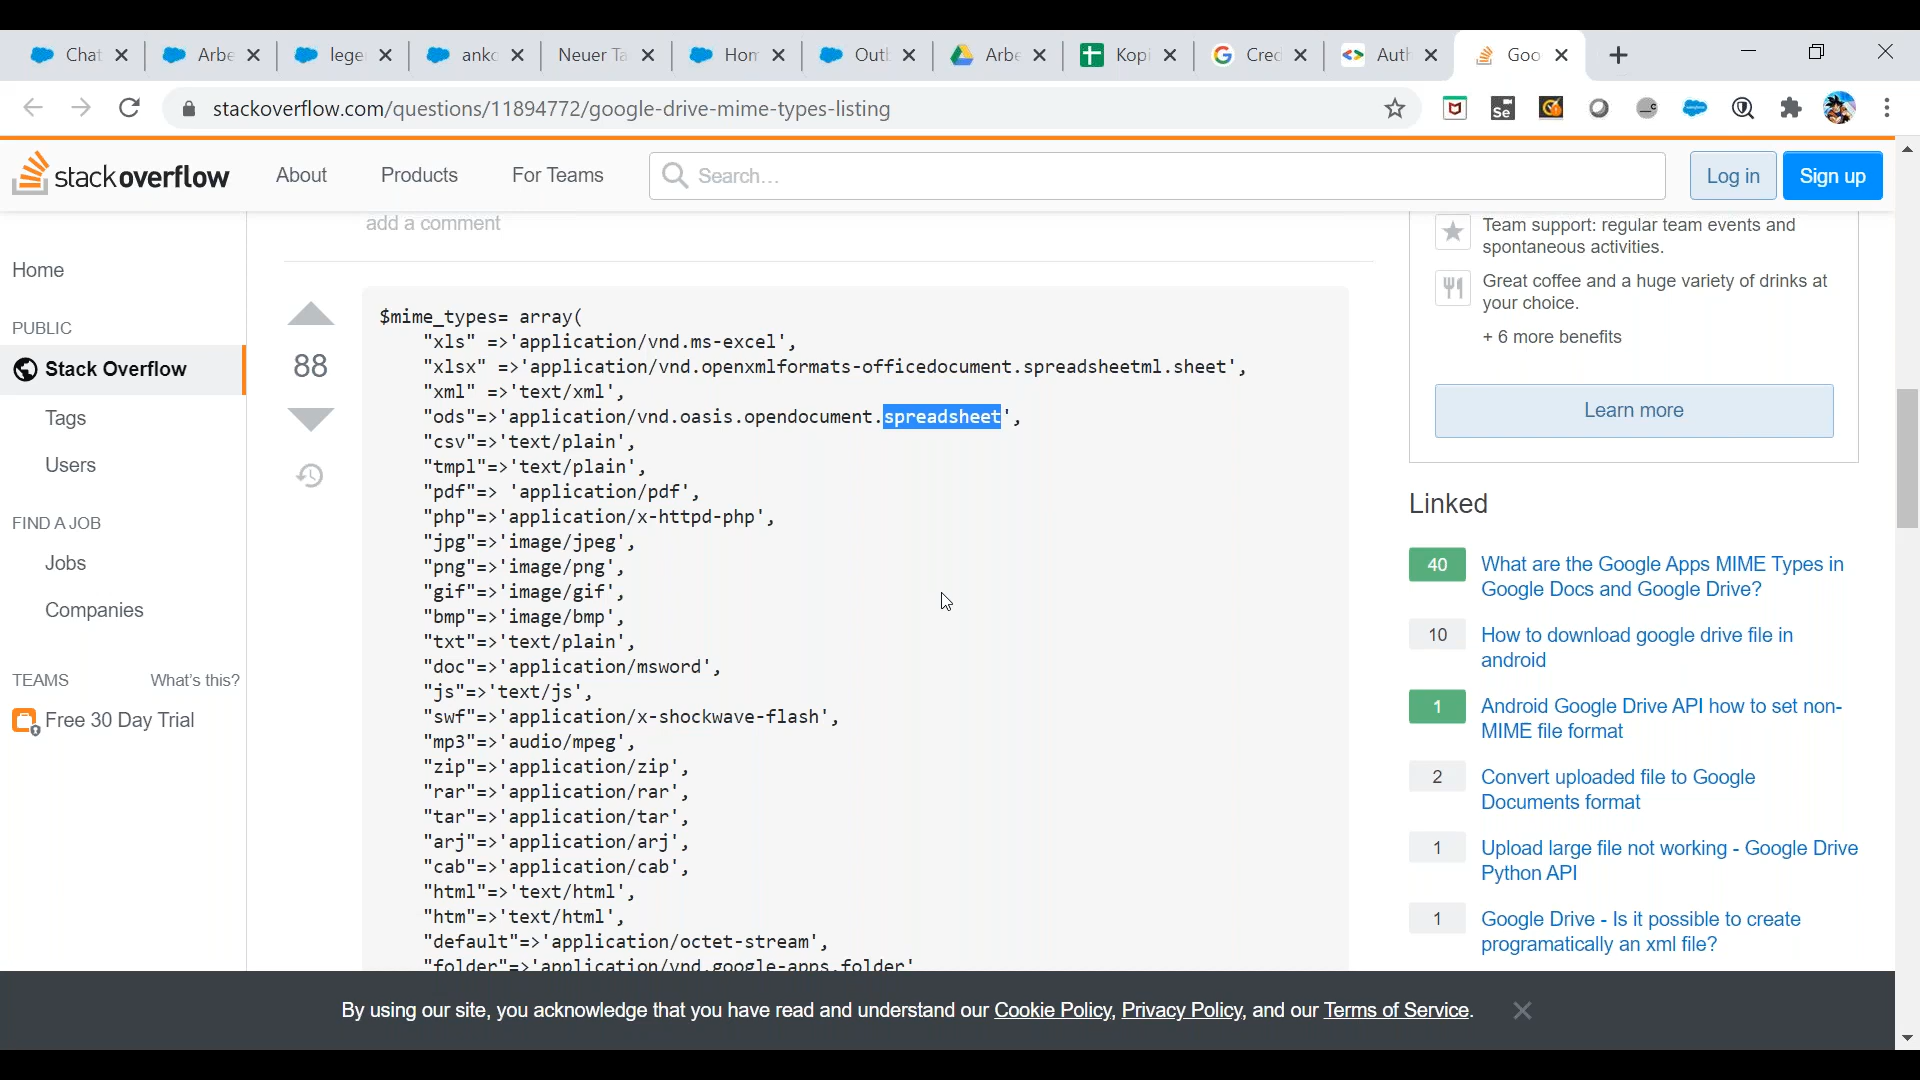 Chat
Arbe
lege
anko
Neuer Ta
Hom
Outb
Arbe
Kopi
Cred
Auth
Goo
stackoverflow.com/questions/11894772/google-drive-mime-types-listing
Se
stackoverflow
About
Products
For Teams
Search...
Log in
Sign up
Home
PUBLIC
Stack Overflow
Tags
Users
FIND A JOB
Jobs
Companies
TEAMS
What's this?
Free 30 Day Trial
add a comment
88
$mime_types= array(
"xls" =>'application/vnd.ms-excel',
"xlsx" =>'application/vnd.openxmlformats-officedocument.spreadsheetml.sheet',
"xml" =>'text/xml',
"ods"=>'application/vnd.oasis.opendocument.spreadsheet',
"csv"=>'text/plain',
"tmpl"=>'text/plain',
"pdf"=> 'application/pdf',
"php"=>'application/x-httpd-php',
"jpg"=>'image/jpeg',
"png"=>'image/png',
"gif"=>'image/gif',
"bmp"=>'image/bmp',
"txt"=>'text/plain',
"doc"=>'application/msword',
"js"=>'text/js',
"swf"=>'application/x-shockwave-flash',
"mp3"=>'audio/mpeg',
"zip"=>'application/zip',
"rar"=>'application/rar',
"tar"=>'application/tar',
"arj"=>'application/arj',
"cab"=>'application/cab',
"html"=>'text/html',
"htm"=>'text/html',
"default"=>'application/octet-stream',
"folder"=>'application/vnd.google-apps.folder'
Team support: regular team events and
spontaneous activities.
Great coffee and a huge variety of drinks at
your choice.
+ 6 more benefits
Learn more
Linked
40
What are the Google Apps MIME Types in
Google Docs and Google Drive?
10
How to download google drive file in
android
1
Android Google Drive API how to set non-
MIME file format
2
Convert uploaded file to Google
Documents format
1
Upload large file not working - Google Drive
Python API
1
Google Drive - Is it possible to create
programatically an xml file?
By using our site, you acknowledge that you have read and understand our Cookie Policy, Privacy Policy, and our Terms of Service.